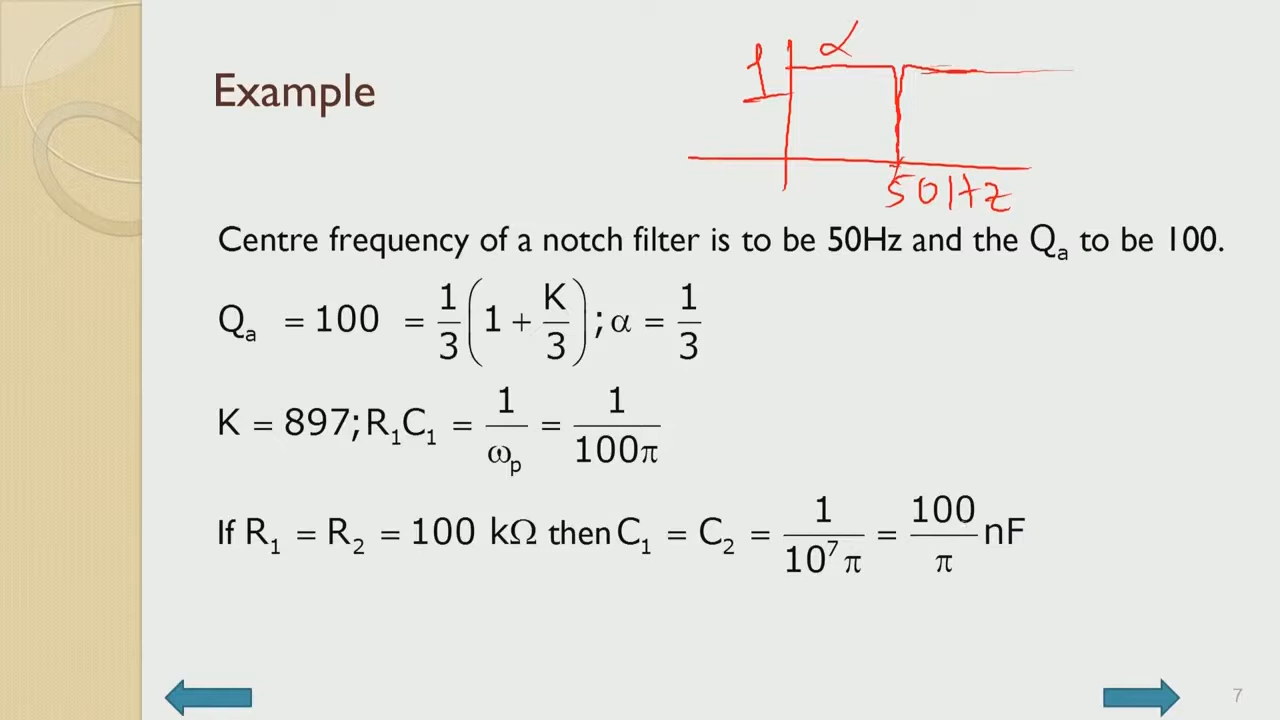 α
1
50Hz
Example
Centre frequency of a notch filter is to be 50Hz and the Qₐ to be 100.
Qₐ = 100 = 1/3 (1 + K/3) ; α = 1/3
K = 897; R₁C₁ = 1/ωₚ = 1/100π
If R₁ = R₂ = 100 kΩ then C₁ = C₂ = 1/10⁷π = 100/π nF
7